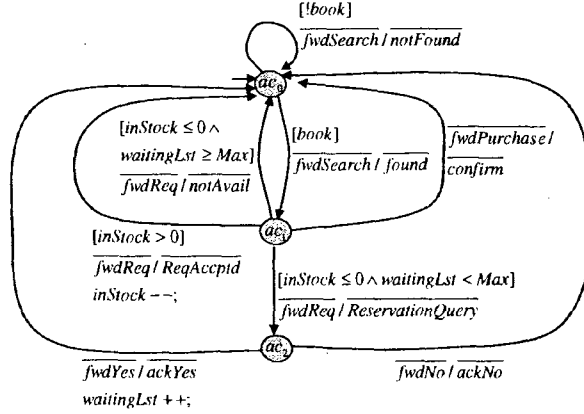 [!book]
fwdSearch / notFound
ac0
[inStock ≤ 0 ∧
waitingLst ≥ Max]
fwdReq / notAvail
[book]
fwdSearch / found
fwdPurchase /
confirm
ac1
[inStock > 0]
fwdReq / ReqAccptd
inStock − −;
[inStock ≤ 0 ∧ waitingLst < Max]
fwdReq / ReservationQuery
ac2
fwdYes / ackYes
waitingLst + +;
fwdNo / ackNo